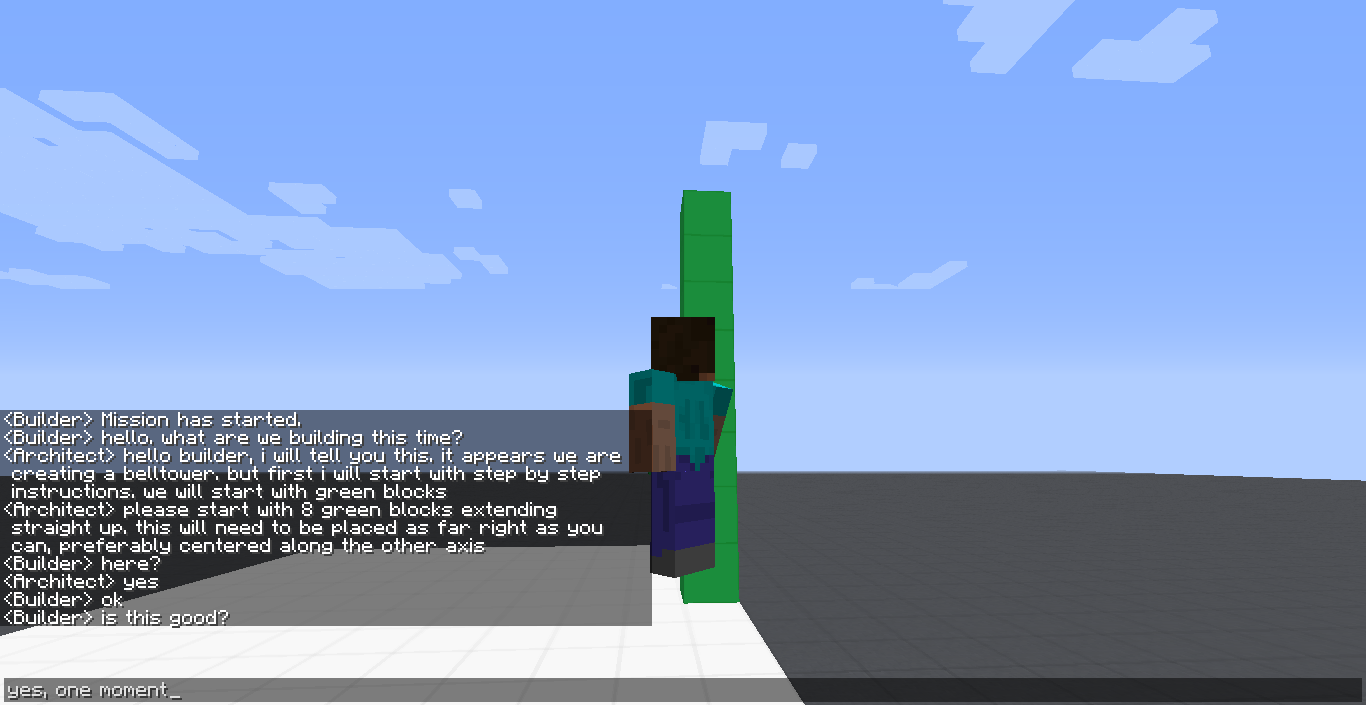 <Builder> Mission has started.
<Builder> hello. what are we building this time?
<Architect> hello builder, i will tell you this. it appears we are
creating a belltower. but first i will start with step by step
instructions. we will start with green blocks
<Architect> please start with 8 green blocks extending
straight up. this will need to be placed as far right as you
can, preferably centered along the other axis
<Builder> here?
<Architect> yes
<Builder> ok
<Builder> is this good?
yes, one moment_